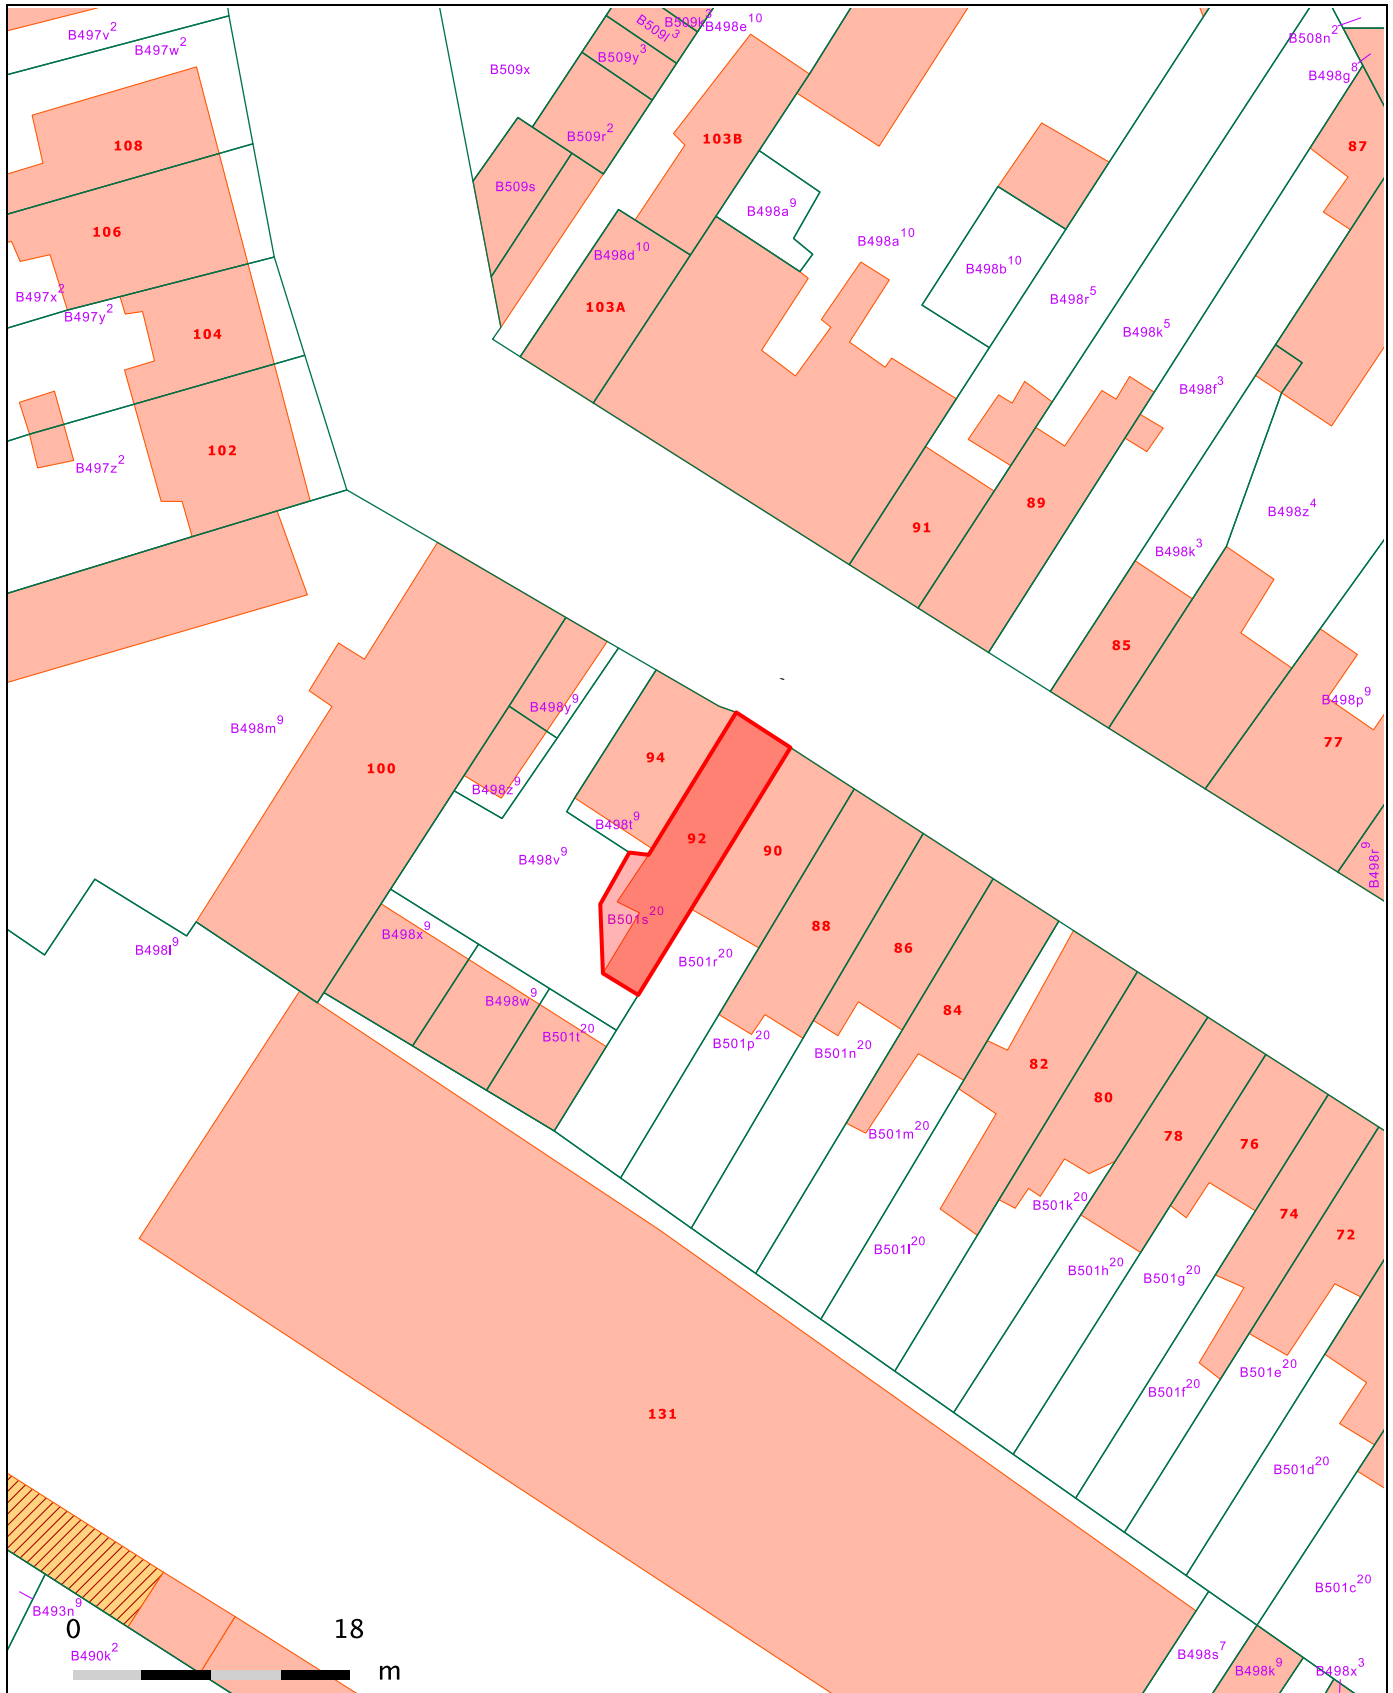 B509k³
B498e¹⁰
B509l³
B497v²
B497w²
B508n²
B509y³
B509x
B498g⁸
B509r²
103B
108
87
B509s
B498a⁹
106
B498a¹⁰
B498d¹⁰
B498b¹⁰
B497x²
B498r⁵
103A
B497y²
104
B498k⁵
B498f³
102
B497z²
89
B498z⁴
91
B498k³
85
B498p⁹
B498y⁹
B498m⁹
77
94
100
B498z⁹
B498t⁹
92
90
B498v⁹
B498r⁹
B501s²⁰
88
B498x⁹
86
B498l⁹
B501r²⁰
B498w⁹
84
B501t²⁰
B501p²⁰
B501n²⁰
82
80
B501m²⁰
78
76
B501k²⁰
74
72
B501l²⁰
B501h²⁰
B501g²⁰
B501e²⁰
B501f²⁰
131
B501d²⁰
B501c²⁰
B493n⁹
0 18
B490k²
B498s⁷
m
B498k⁹
B498x³